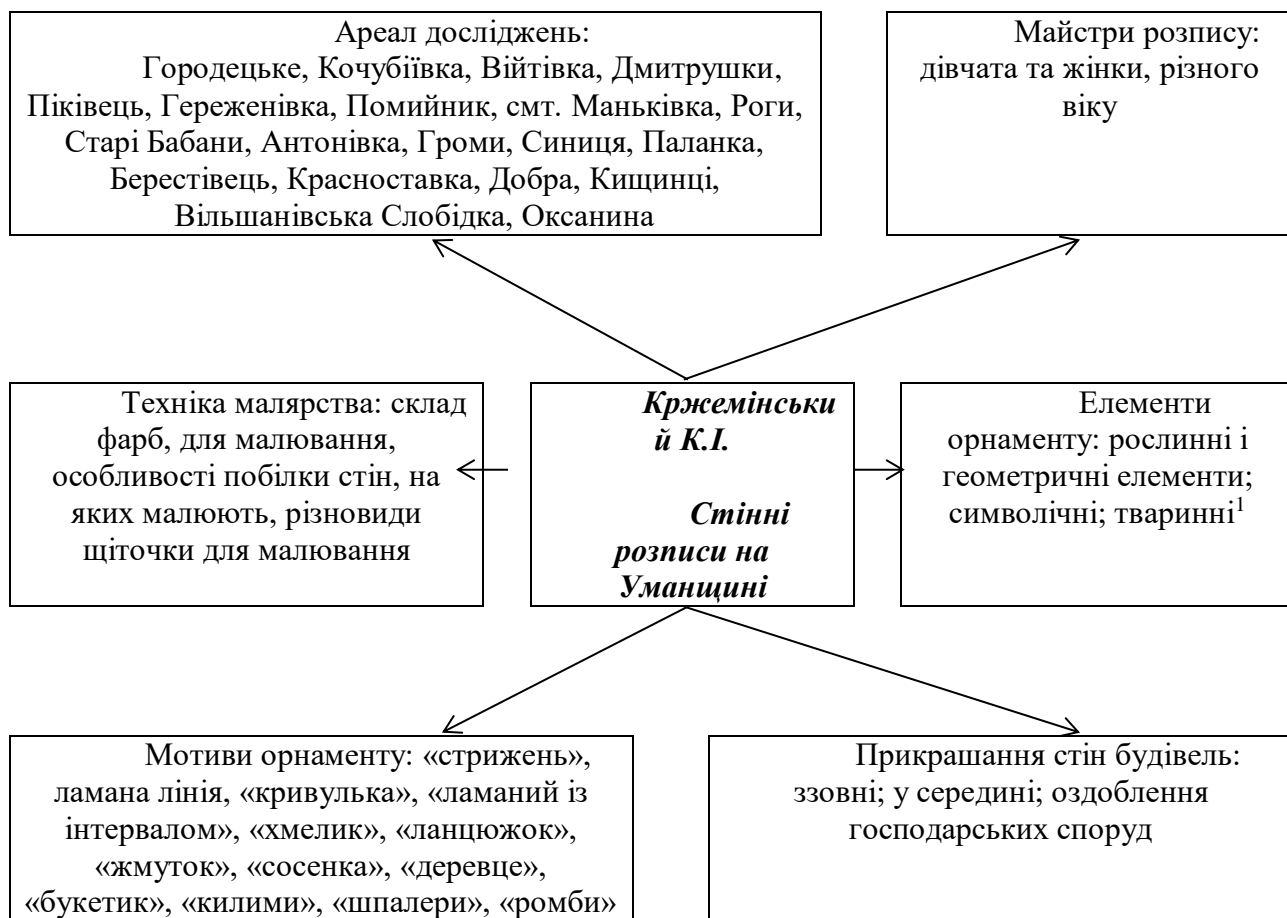 Ареал досліджень:
Городецьке, Кочубіївка, Війтівка, Дмитрушки,
Піківець, Гереженівка, Помийник, смт. Маньківка, Роги,
Старі Бабани, Антонівка, Громи, Синиця, Паланка,
Берестівець, Красноставка, Добра, Кищинці,
Вільшанівська Слобідка, Оксанина
Майстри розпису:
дівчата та жінки, різного
віку
Техніка малярства: склад
фарб, для малювання,
особливості побілки стін, на
яких малюють, різновиди
щіточки для малювання
Кржемінськи
й К.І.
Стінні
розписи на
Уманщині
Елементи
орнаменту: рослинні і
геометричні елементи;
символічні; тваринні1
Мотиви орнаменту: «стрижень»,
ламана лінія, «кривулька», «ламаний із
інтервалом», «хмелик», «ланцюжок»,
«жмуток», «сосенка», «деревце»,
«букетик», «килими», «шпалери», «ромби»
Прикрашання стін будівель:
ззовні; у середині; оздоблення
господарських споруд